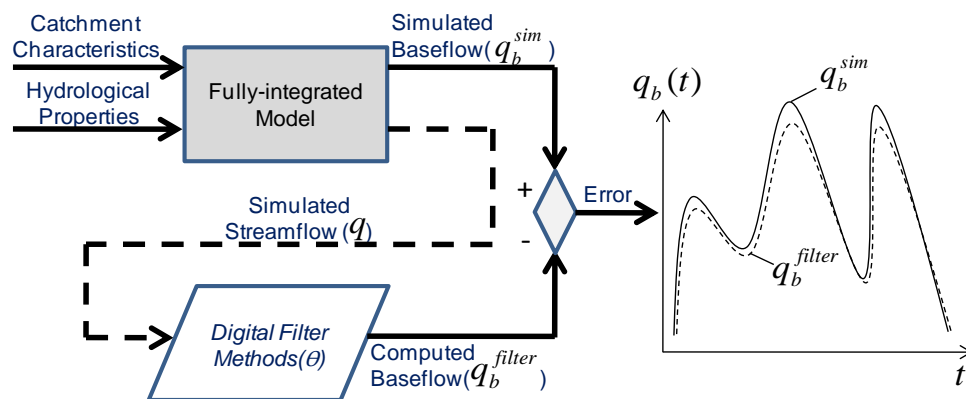 Catchment
Characteristics
Hydrological
Properties
Fully-integrated
Model
Simulated
Baseflow(q_b^{sim})
Simulated
Streamflow (q)
+
-
Error
Digital Filter
Methods(θ)
Computed
Baseflow(q_b^{filter})
q_b(t)
q_b^{sim}
q_b^{filter}
t